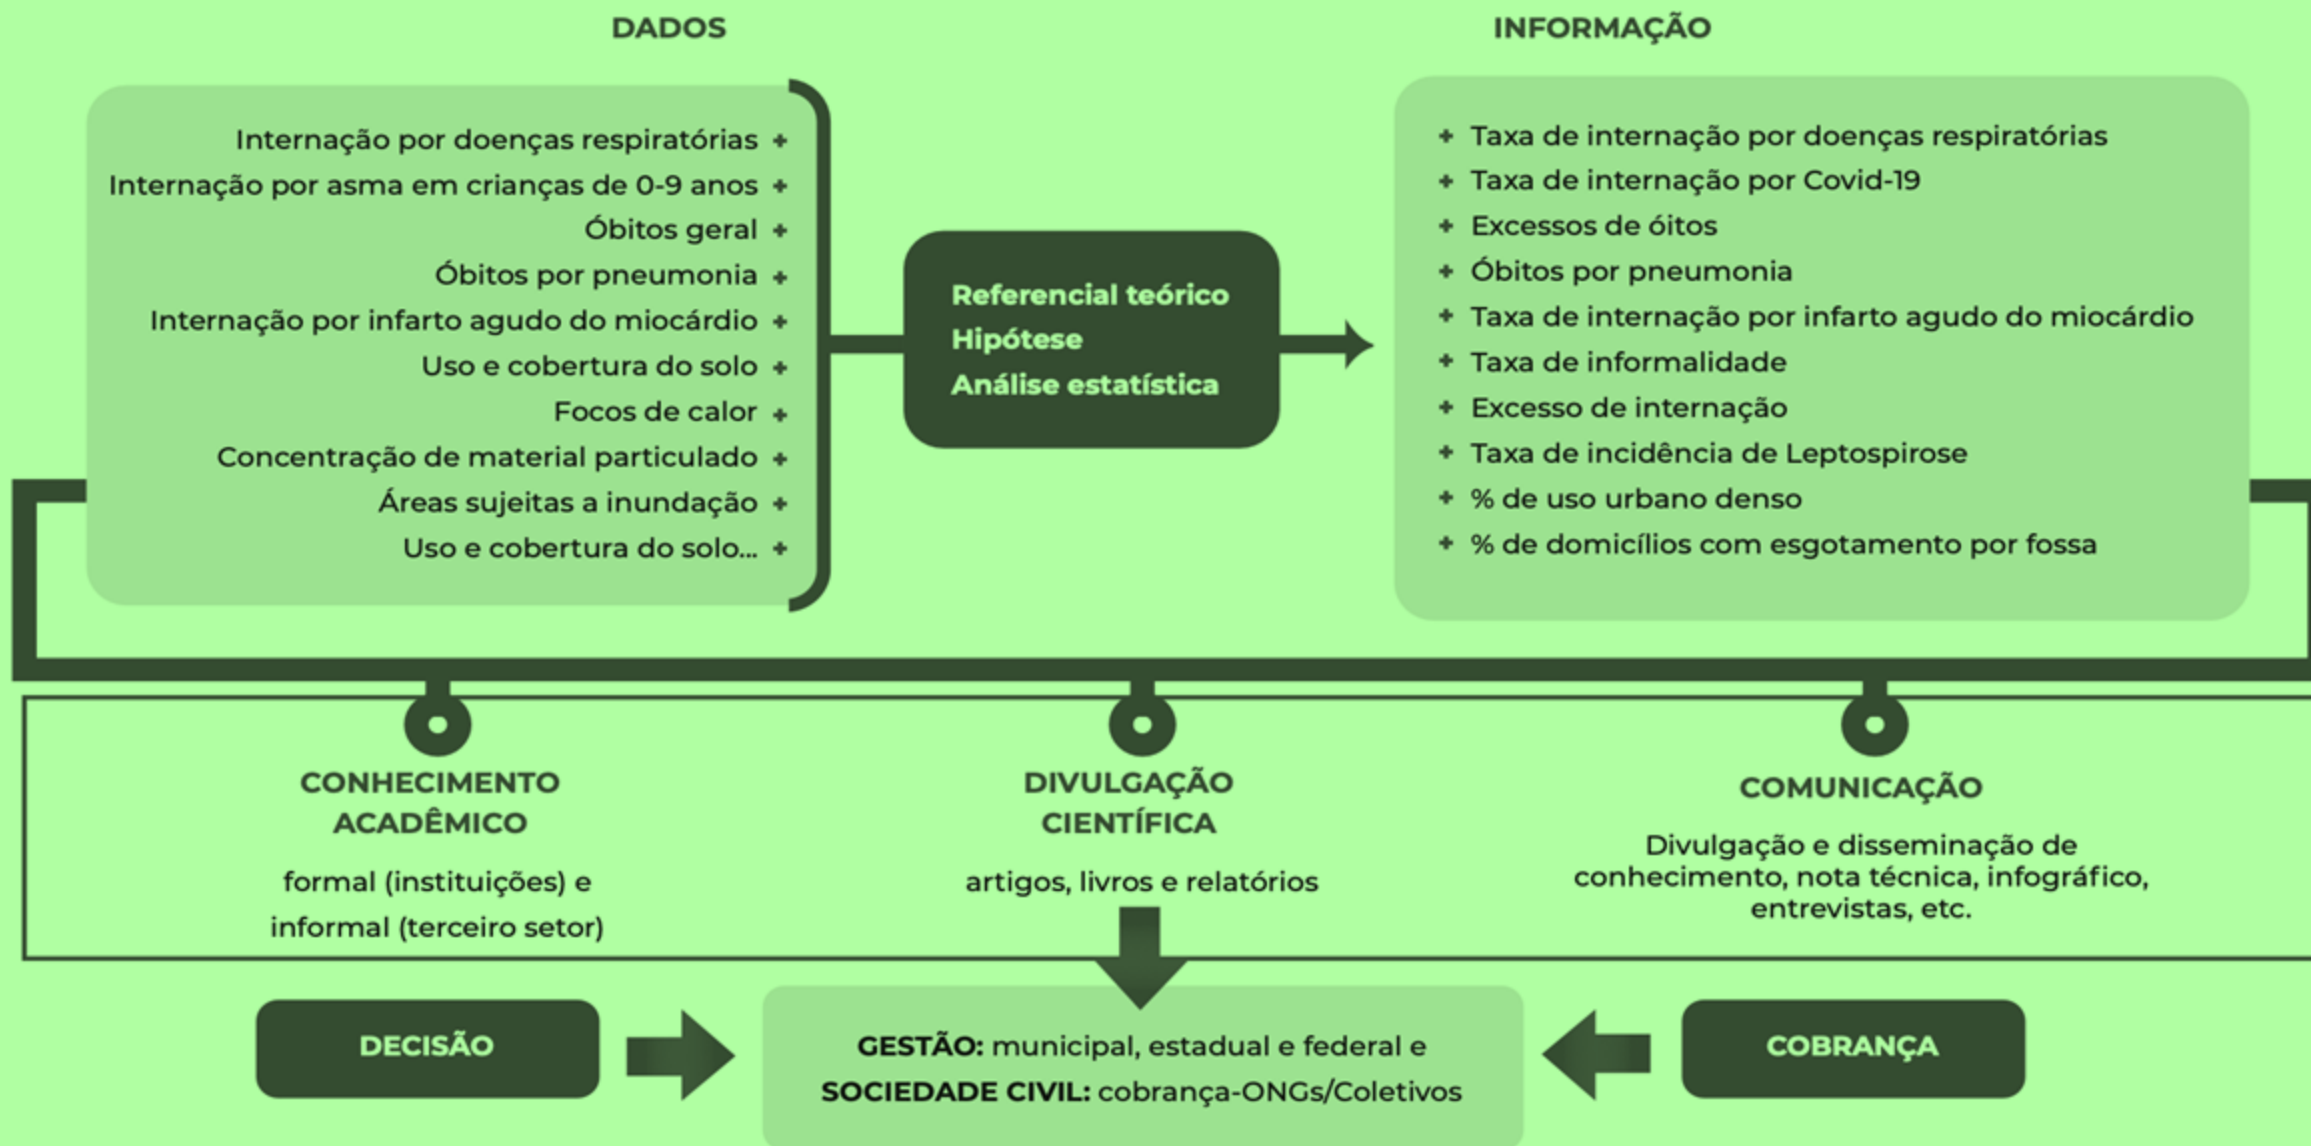 DADOS
Internação por doenças respiratórias +
Internação por asma em crianças de 0-9 anos +
Óbitos geral +
Óbitos por pneumonia +
Internação por infarto agudo do miocárdio +
Uso e cobertura do solo +
Focos de calor +
Concentração de material particulado +
Áreas sujeitas a inundação +
Uso e cobertura do solo... +
Referencial teórico
Hipótese
Análise estatística
INFORMAÇÃO
+ Taxa de internação por doenças respiratórias
+ Taxa de internação por Covid-19
+ Excessos de óitos
+ Óbitos por pneumonia
+ Taxa de internação por infarto agudo do miocárdio
+ Taxa de informalidade
+ Excesso de internação
+ Taxa de incidência de Leptospirose
+ % de uso urbano denso
+ % de domicílios com esgotamento por fossa
CONHECIMENTO
ACADÊMICO
formal (instituições) e
informal (terceiro setor)
DIVULGAÇÃO
CIENTÍFICA
artigos, livros e relatórios
COMUNICAÇÃO
Divulgação e disseminação de
conhecimento, nota técnica, infográfico,
entrevistas, etc.
DECISÃO
GESTÃO: municipal, estadual e federal e
SOCIEDADE CIVIL: cobrança-ONGs/Coletivos
COBRANÇA